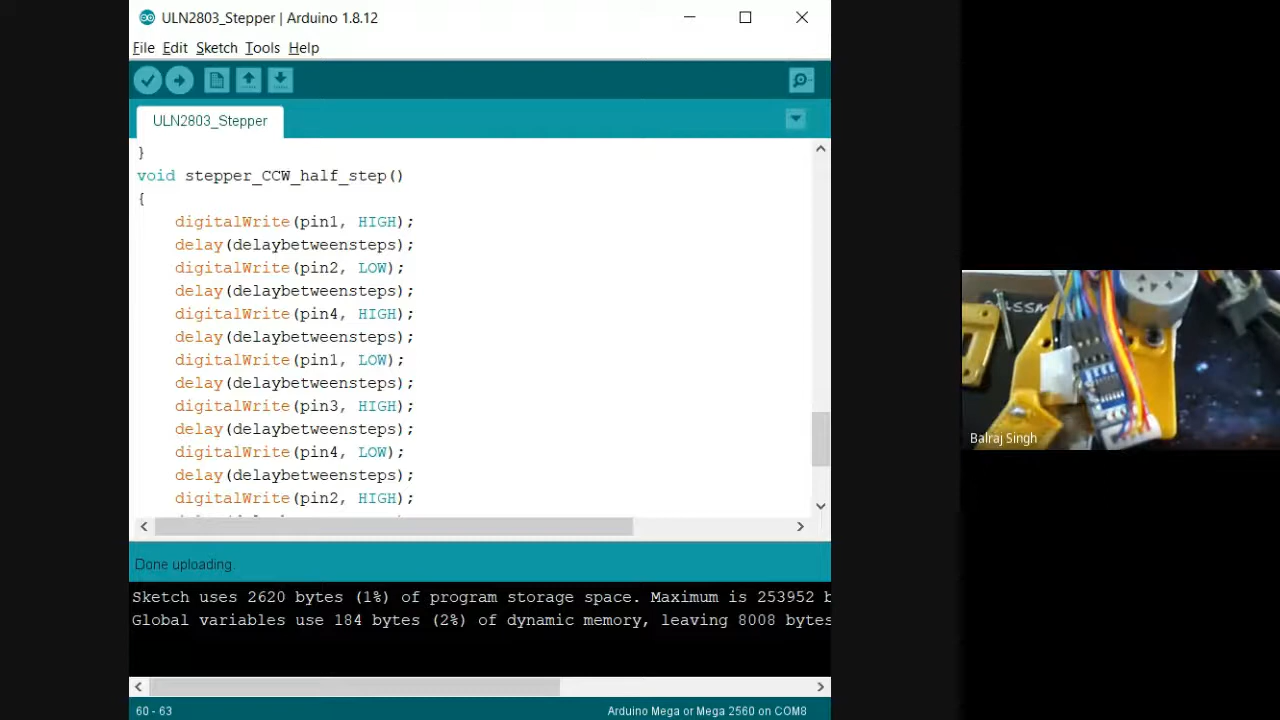 ULN2803_Stepper | Arduino 1.8.12
File Edit Sketch Tools Help
ULN2803_Stepper
}
void stepper_CCW_half_step()
{
digitalWrite(pin1, HIGH);
delay(delaybetweensteps);
digitalWrite(pin2, LOW);
delay(delaybetweensteps);
digitalWrite(pin4, HIGH);
delay(delaybetweensteps);
digitalWrite(pin1, LOW);
delay(delaybetweensteps);
digitalWrite(pin3, HIGH);
delay(delaybetweensteps);
digitalWrite(pin4, LOW);
delay(delaybetweensteps);
digitalWrite(pin2, HIGH);
Balraj Singh
Done uploading.
Sketch uses 2620 bytes (1%) of program storage space. Maximum is 253952 b
Global variables use 184 bytes (2%) of dynamic memory, leaving 8008 bytes
60 - 63
Arduino Mega or Mega 2560 on COM8